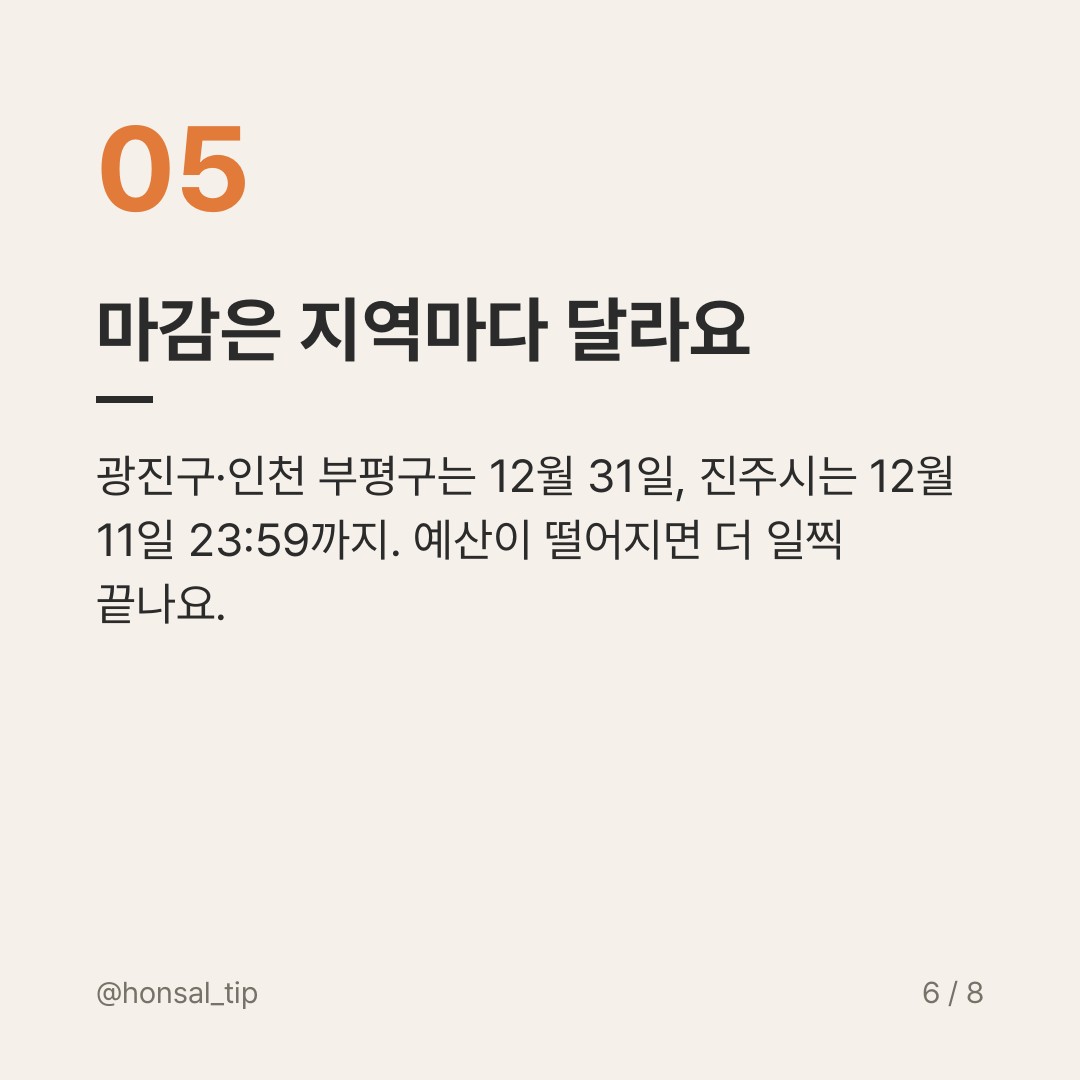 05
마감은 지역마다 달라요
광진구·인천 부평구는 12월 31일, 진주시는 12월
11일 23:59까지. 예산이 떨어지면 더 일찍
끝나요.
@honsal_tip
6 / 8